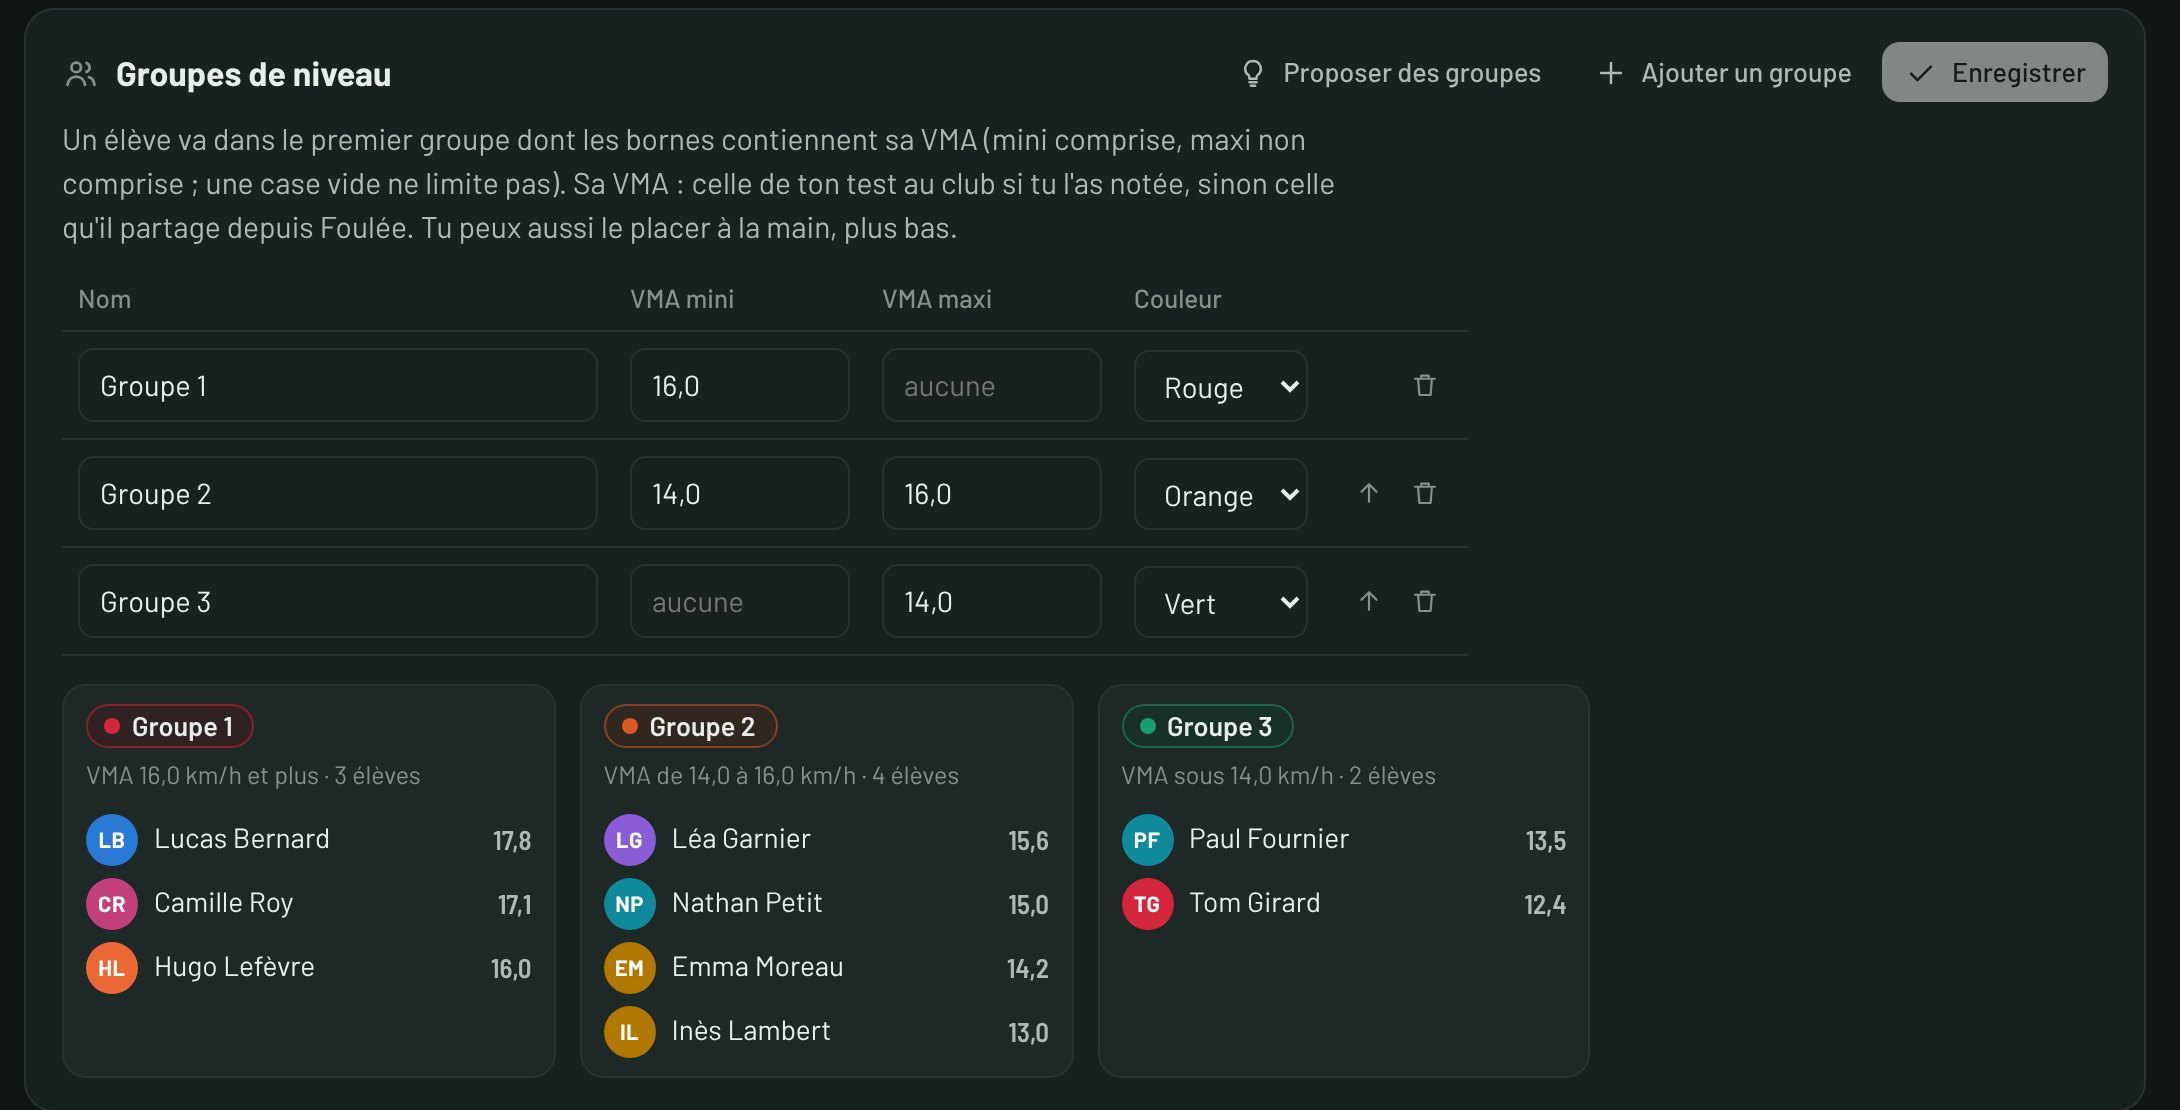 Groupes de niveau
Proposer des groupes
Ajouter un groupe
Enregistrer
Un élève va dans le premier groupe dont les bornes contiennent sa VMA (mini comprise, maxi non
comprise ; une case vide ne limite pas). Sa VMA : celle de ton test au club si tu l'as notée, sinon celle
qu'il partage depuis Foulée. Tu peux aussi le placer à la main, plus bas.
Nom VMA mini VMA maxi Couleur
Groupe 1 16,0 aucune Rouge
Groupe 2 14,0 16,0 Orange
Groupe 3 aucune 14,0 Vert
Groupe 1
VMA 16,0 km/h et plus · 3 élèves
LB Lucas Bernard 17,8
CR Camille Roy 17,1
HL Hugo Lefèvre 16,0
Groupe 2
VMA de 14,0 à 16,0 km/h · 4 élèves
LG Léa Garnier 15,6
NP Nathan Petit 15,0
EM Emma Moreau 14,2
IL Inès Lambert 13,0
Groupe 3
VMA sous 14,0 km/h · 2 élèves
PF Paul Fournier 13,5
TG Tom Girard 12,4